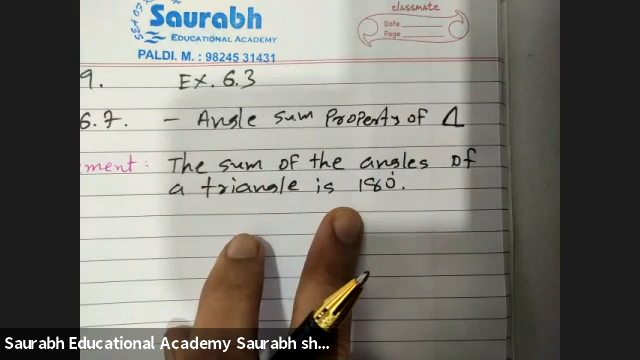 Saurabh
EDUCATIONAL ACADEMY
PALDI. M. : 98245 31431
classmate
Date
Page
9. Ex. 6.3
6.7. - Angle sum Property of Δ
ment: The sum of the angles of
a triangle is 180°.
Saurabh Educational Academy Saurabh sh...